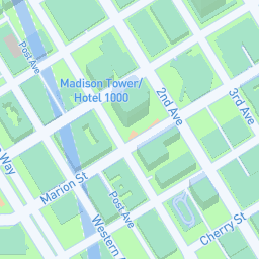 Post Ave
Madison Tower/
Hotel 1000
2nd Ave
3rd Ave
Way
Marion St
Post Ave
Western
Cherry St